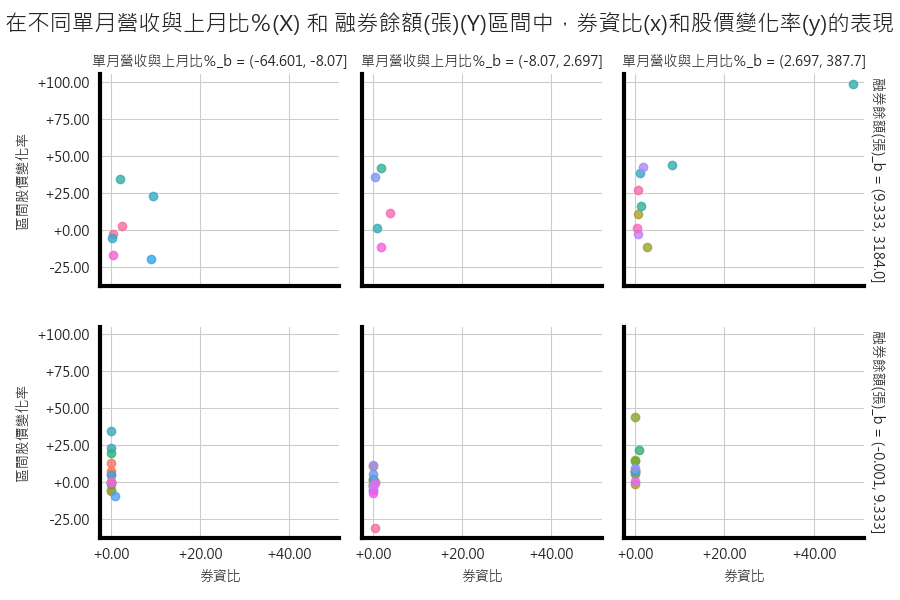 在不同單月營收與上月比％(X) 和 融券餘額(張)(Y)區間中，券資比(x)和股價變化率(y)的表現
單月營收與上月比％_b = (-64.601, -8.07]
單月營收與上月比％_b = (-8.07, 2.697]
單月營收與上月比％_b = (2.697, 387.7]
+100.00
+75.00
+50.00
+25.00
+0.00
-25.00
區間股價變化率
融券餘額(張)_b = (9.333, 3184.0]
+100.00
+75.00
+50.00
+25.00
+0.00
-25.00
區間股價變化率
融券餘額(張)_b = (-0.001, 9.333]
+0.00 +20.00 +40.00
+0.00 +20.00 +40.00
+0.00 +20.00 +40.00
券資比
券資比
券資比